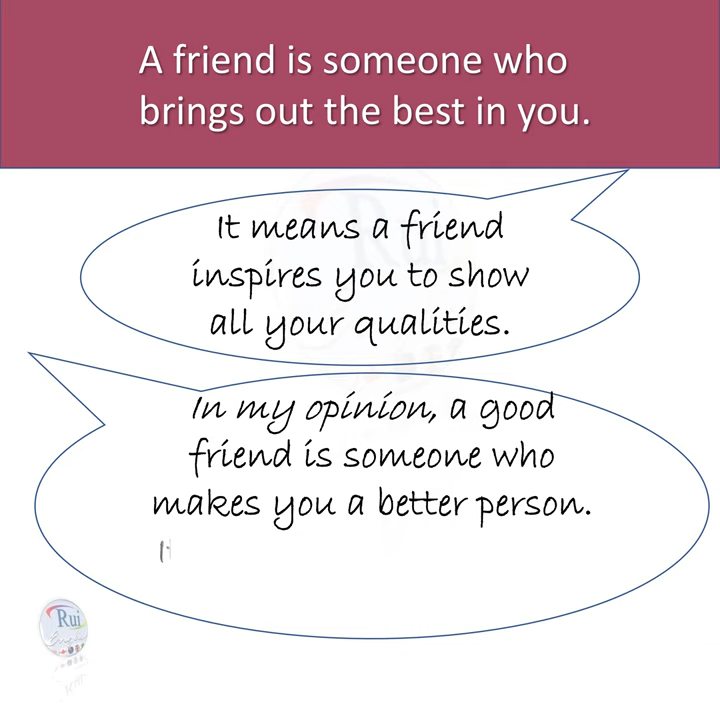 A friend is someone who
brings out the best in you.
It means a friend
inspires you to show
all your qualities.
In my opinion, a good
friend is someone who
makes you a better person.
Rui